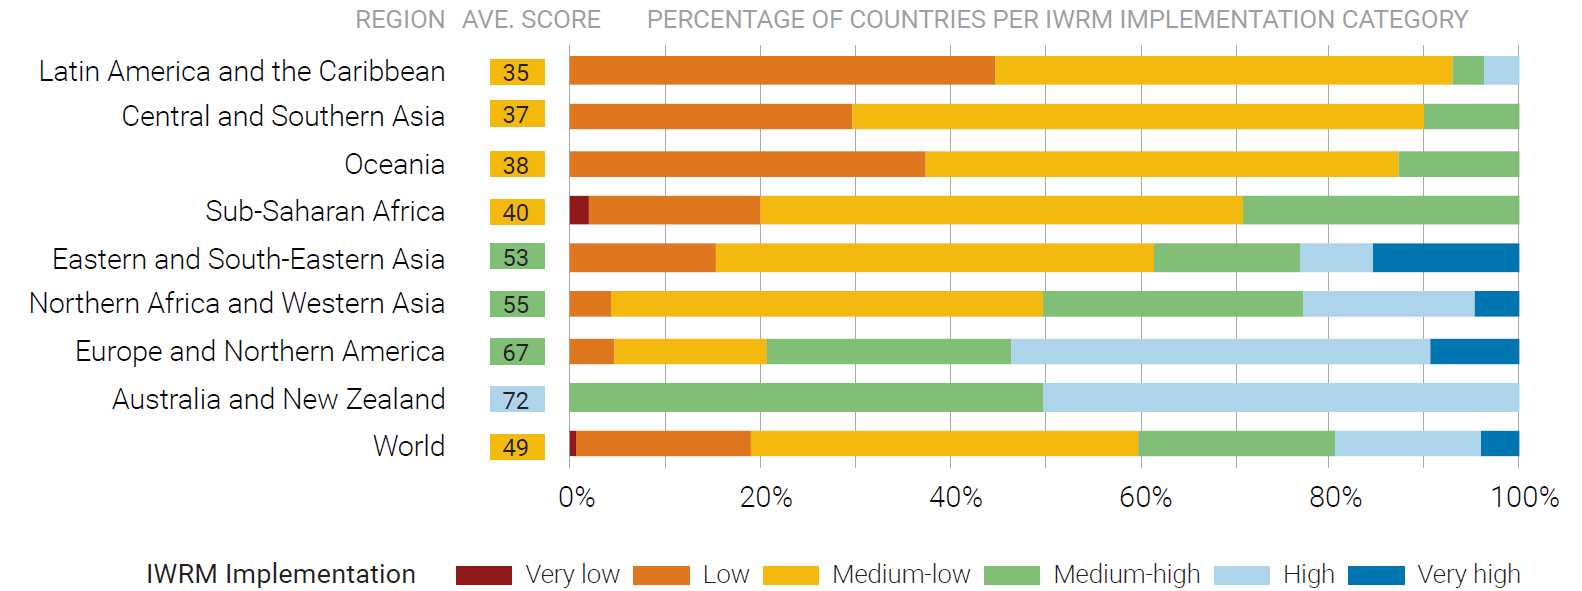 REGION AVE. SCORE PERCENTAGE OF COUNTRIES PER IWRM IMPLEMENTATION CATEGORY
Latin America and the Caribbean 35
Central and Southern Asia 37
Oceania 38
Sub-Saharan Africa 40
Eastern and South-Eastern Asia 53
Northern Africa and Western Asia 55
Europe and Northern America 67
Australia and New Zealand 72
World 49
0% 20% 40% 60% 80% 100%
IWRM Implementation Very low Low Medium-low Medium-high High Very high